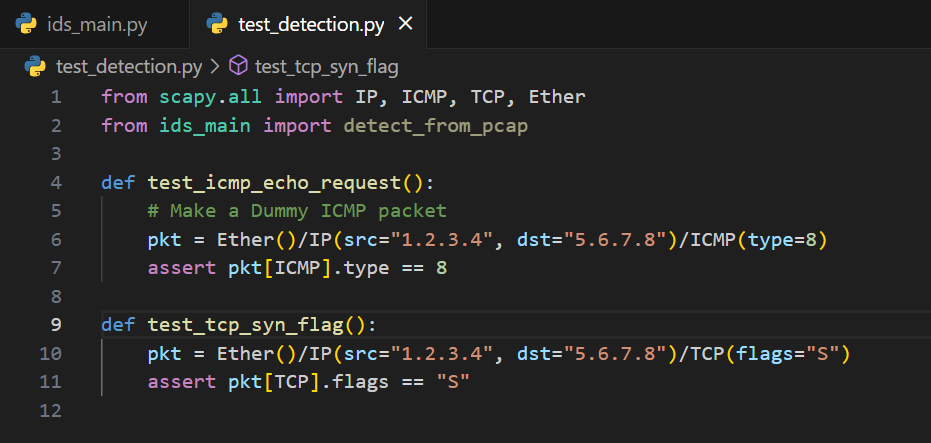 ids_main.py test_detection.py ×
test_detection.py > test_tcp_syn_flag
1 from scapy.all import IP, ICMP, TCP, Ether
2 from ids_main import detect_from_pcap
3
4 def test_icmp_echo_request():
5     # Make a Dummy ICMP packet
6     pkt = Ether()/IP(src="1.2.3.4", dst="5.6.7.8")/ICMP(type=8)
7     assert pkt[ICMP].type == 8
8
9 def test_tcp_syn_flag():
10     pkt = Ether()/IP(src="1.2.3.4", dst="5.6.7.8")/TCP(flags="S")
11     assert pkt[TCP].flags == "S"
12